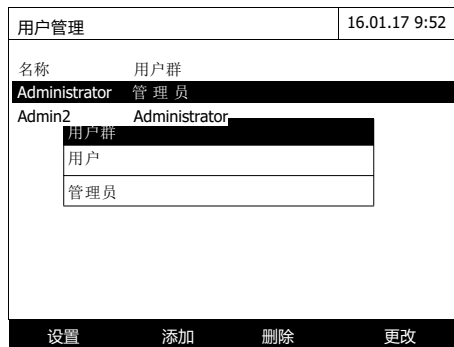 用户管理 16.01.17 9:52
名称 用户群
Administrator 管理员
Admin2 Administrator
用户群
用户
管理员
设置 添加 删除 更改